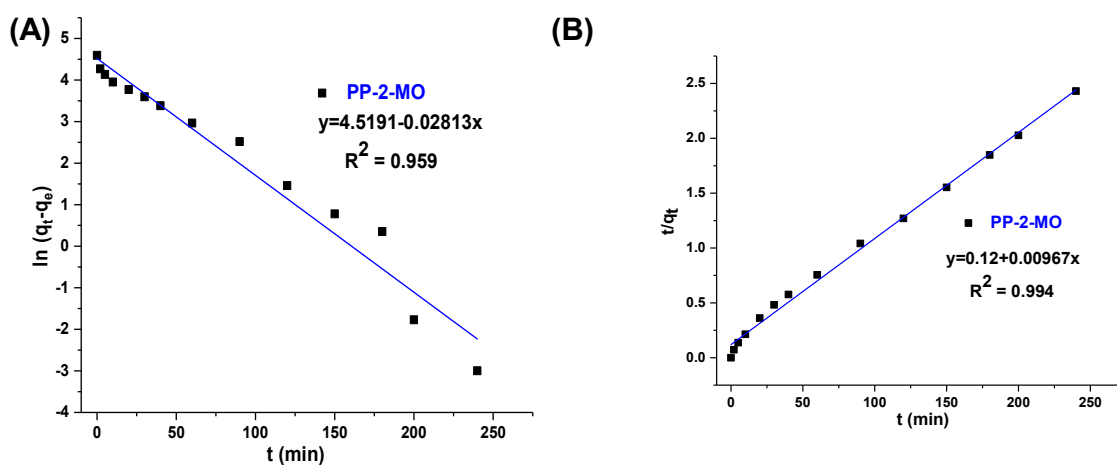 (A)
5
4
3
2
1
0
-1
-2
-3
-4
ln (qt-qe)
PP-2-MO
y=4.5191-0.02813x
R2 = 0.959
0 50 100 150 200 250
t (min)
(B)
2.5
2.0
1.5
1.0
0.5
0.0
t/qt
PP-2-MO
y=0.12+0.00967x
R2 = 0.994
0 50 100 150 200 250
t (min)